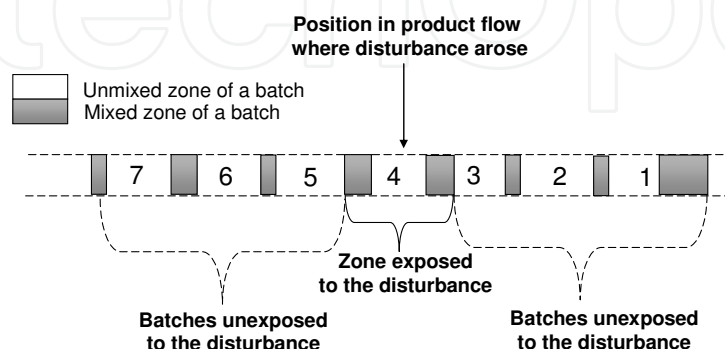 Position in product flow
where disturbance arose
Unmixed zone of a batch
Mixed zone of a batch
7 6 5 4 3 2 1
Zone exposed
to the disturbance
Batches unexposed
to the disturbance
Batches unexposed
to the disturbance